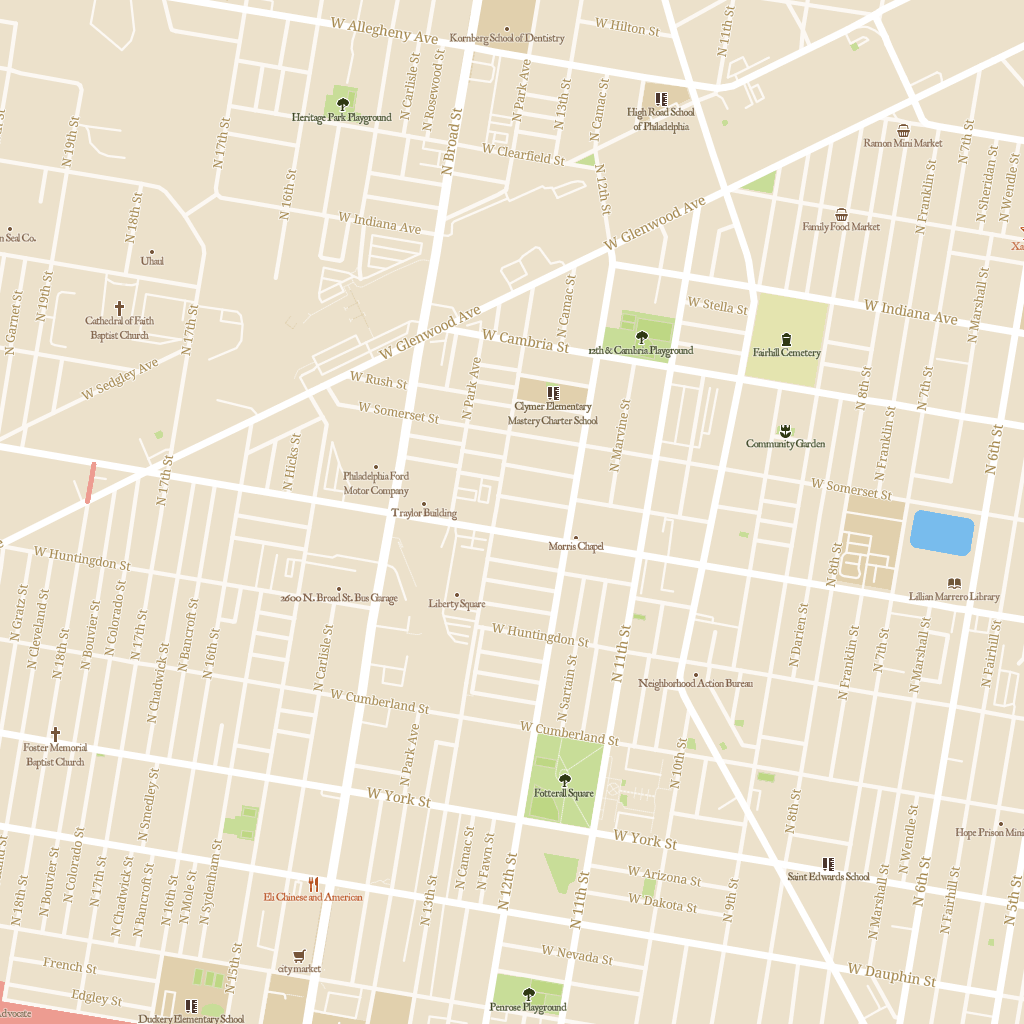 W Allegheny Ave
Kornberg School of Dentistry
W Hilton St
N 11th St
N Carlisle St
N Rosewood St
N Park Ave
N 13th St
N Camac St
High Road School
of Philadelphia
Heritage Park Playground
N 19th St
N 17th St
N Broad St
W Clearfield St
Ramon Mini Market
N 7th St
N Sheridan St
N Wendle St
N Franklin St
N 16th St
N 12th St
N 18th St
W Indiana Ave
W Glenwood Ave
Family Food Market
n Seal Co.
Uhaul
Xa
N 19th St
N Garnet St
Cathedral of Faith
Baptist Church
N 17th St
N Camac St
W Stella St
W Indiana Ave
N Marshall St
W Glenwood Ave
W Cambria St
12th & Cambria Playground
Fairhill Cemetery
W Sedgley Ave
W Rush St
N Park Ave
N 8th St
N 7th St
W Somerset St
Clymer Elementary
Mastery Charter School
N Marvine St
Community Garden
N Franklin St
N 6th St
N Hicks St
N 17th St
Philadelphia Ford
Motor Company
Traylor Building
W Somerset St
Morris Chapel
W Huntingdon St
N 8th St
Lillian Marrero Library
2600 N. Broad St. Bus Garage
Liberty Square
N Gratz St
N Cleveland St
N 18th St
N Bouvier St
N Colorado St
N 17th St
N Bancroft St
N 16th St
N Chadwick St
N Carlisle St
W Huntingdon St
N 11th St
N Sartain St
N Darien St
N Franklin St
N 7th St
N Marshall St
N Fairhill St
Neighborhood Action Bureau
W Cumberland St
W Cumberland St
Foster Memorial
Baptist Church
N Park Ave
N 10th St
N Smedley St
Fotterall Square
W York St
W York St
N 8th St
N Wendle St
Hope Prison Mini
N 18th St
N Bouvier St
N Colorado St
N 17th St
N Chadwick St
N Bancroft St
N 16th St
N Mole St
N Sydenham St
Eli Chinese and American
N 13th St
N Camac St
N Fawn St
N 12th St
N 11th St
W Arizona St
W Dakota St
N 9th St
Saint Edwards School
N Marshall St
N 6th St
N Fairhill St
N 5th St
French St
Edgley St
N 15th St
city market
W Nevada St
W Dauphin St
Penrose Playground
Duckery Elementary School
Advocate